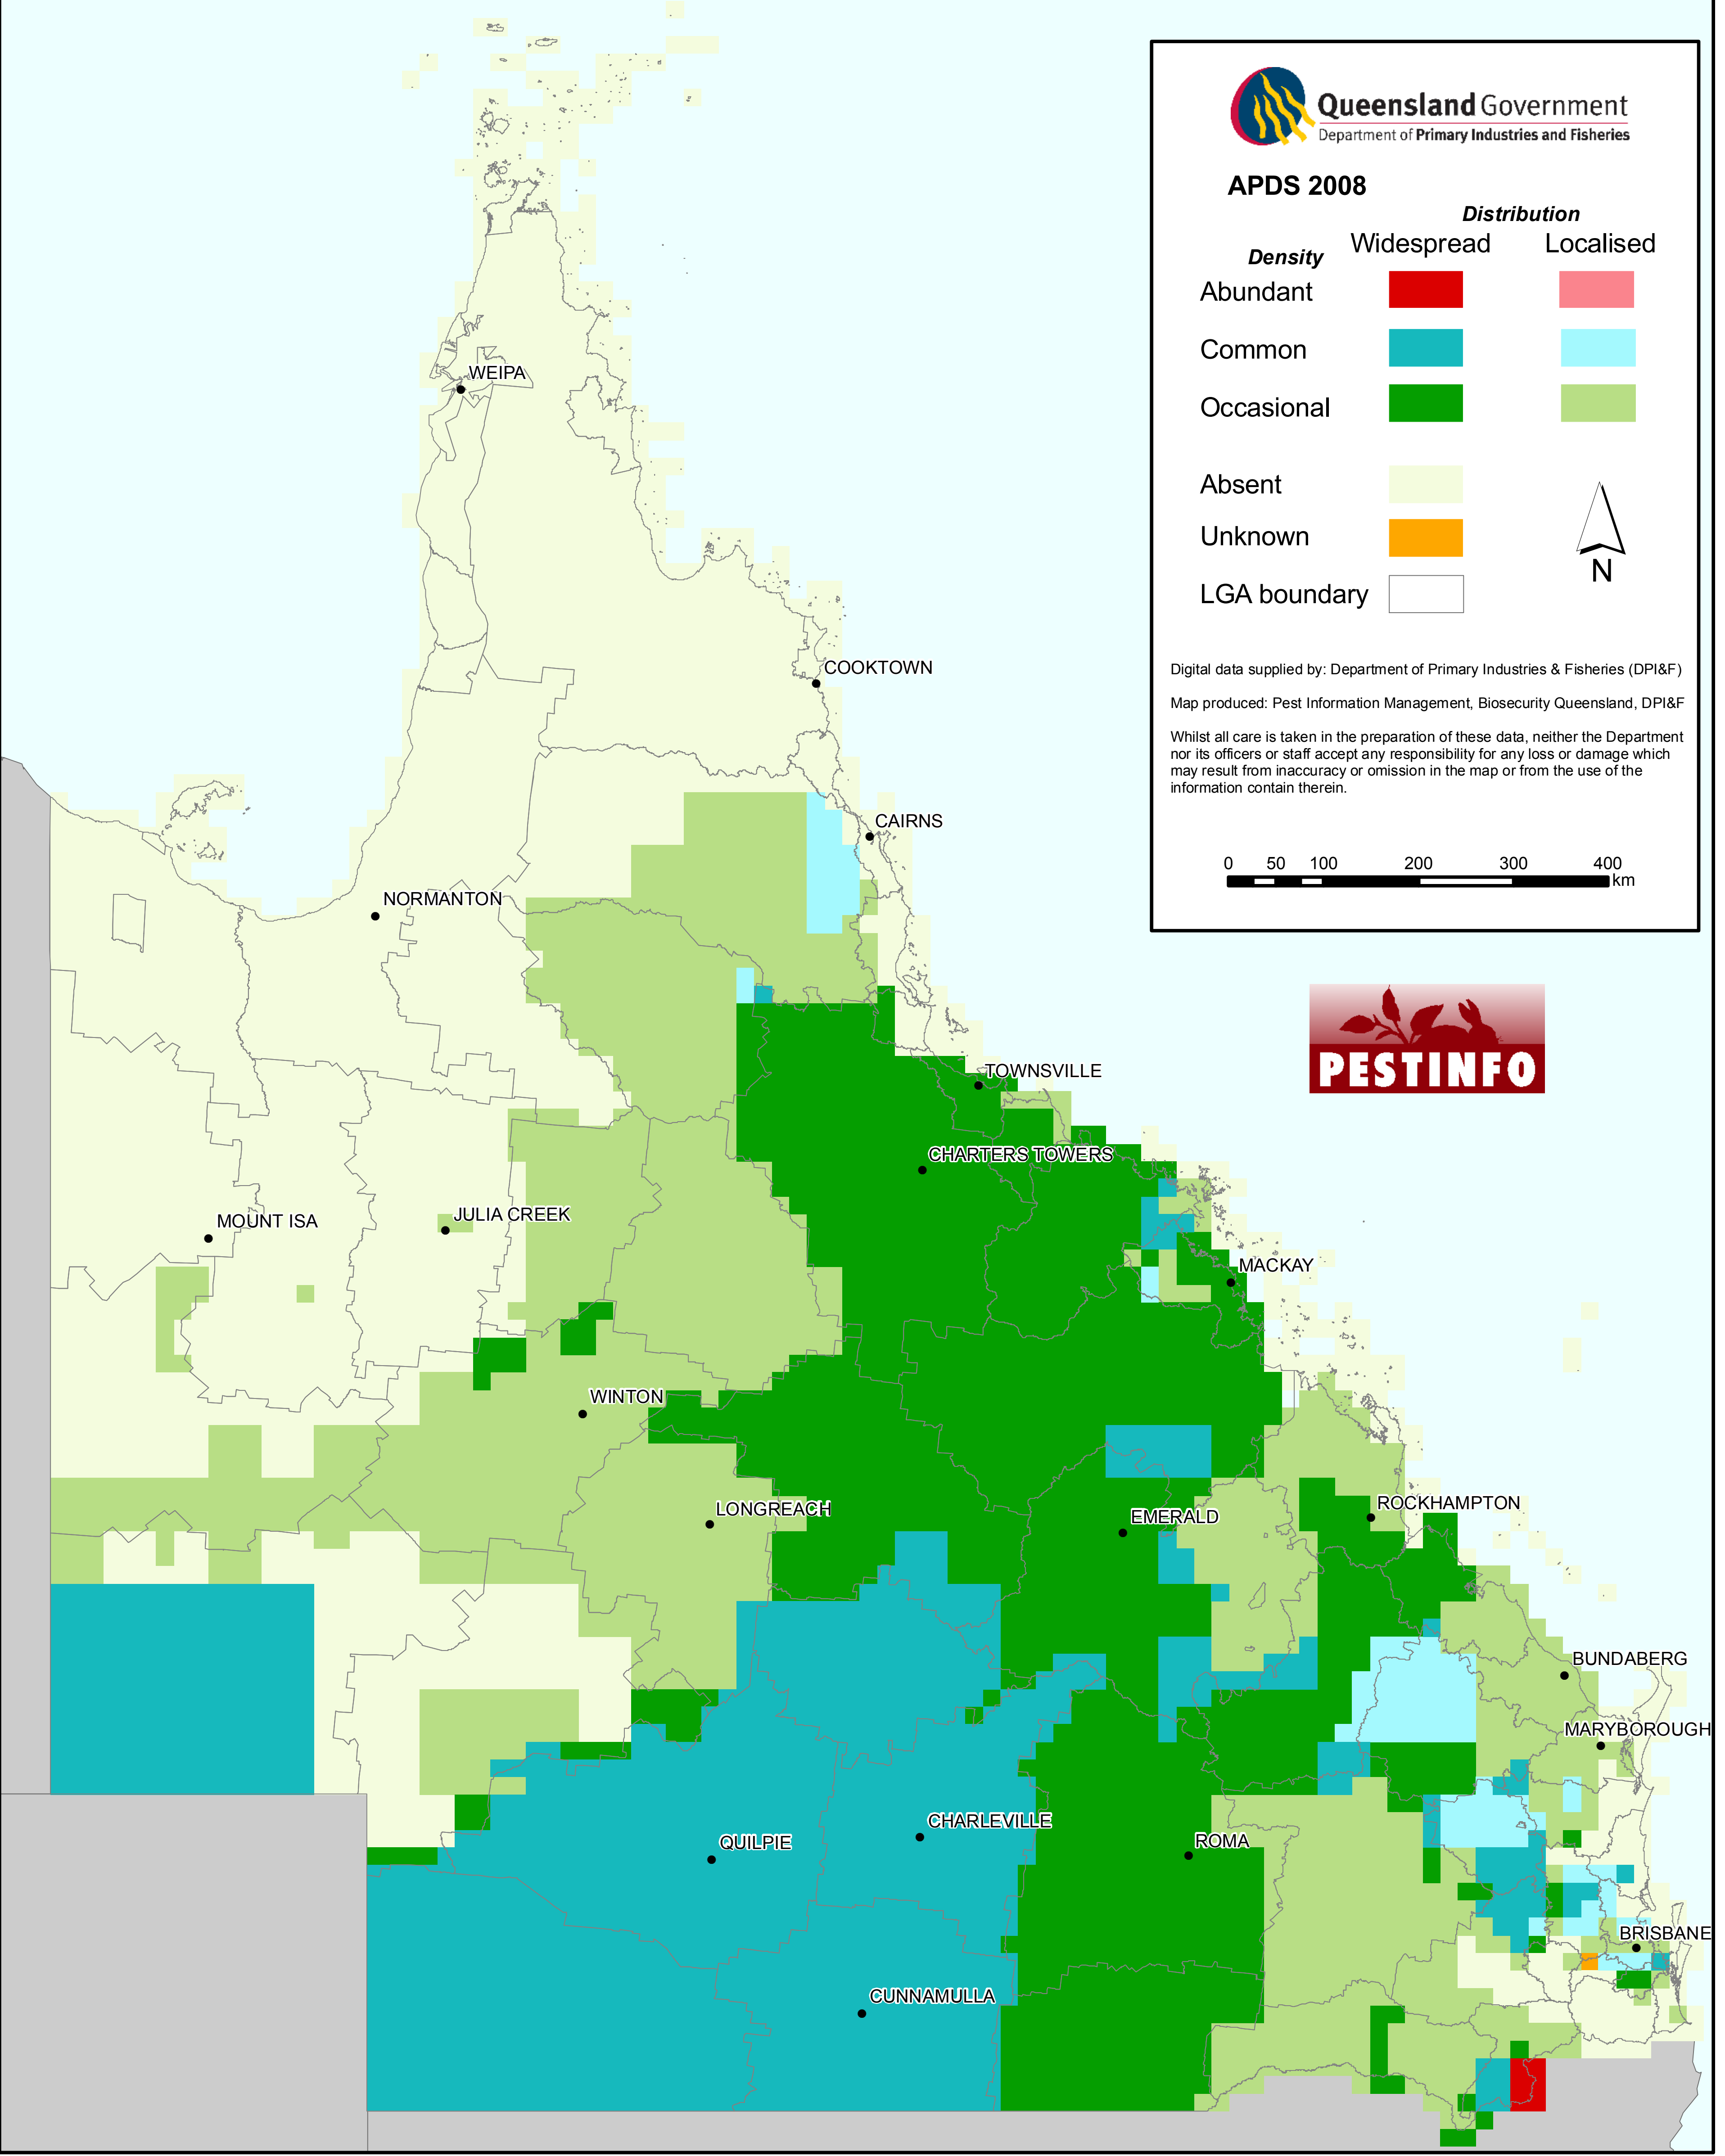 Queensland Government
Department of Primary Industries and Fisheries
APDS 2008
Distribution
Density Widespread Localised
Abundant
Common
Occasional
Absent
Unknown
N
LGA boundary
Digital data supplied by: Department of Primary Industries & Fisheries (DPI&F)
Map produced: Pest Information Management, Biosecurity Queensland, DPI&F
Whilst all care is taken in the preparation of these data, neither the Department
nor its officers or staff accept any responsibility for any loss or damage which
may result from inaccuracy or omission in the map or from the use of the
information contain therein.
0 50 100 200 300 400
km
PESTINFO
WEIPA
COOKTOWN
CAIRNS
NORMANTON
TOWNSVILLE
CHARTERS TOWERS
JULIA CREEK
MOUNT ISA
MACKAY
WINTON
ROCKHAMPTON
LONGREACH
EMERALD
BUNDABERG
MARYBOROUGH
CHARLEVILLE
QUILPIE
ROMA
BRISBANE
CUNNAMULLA